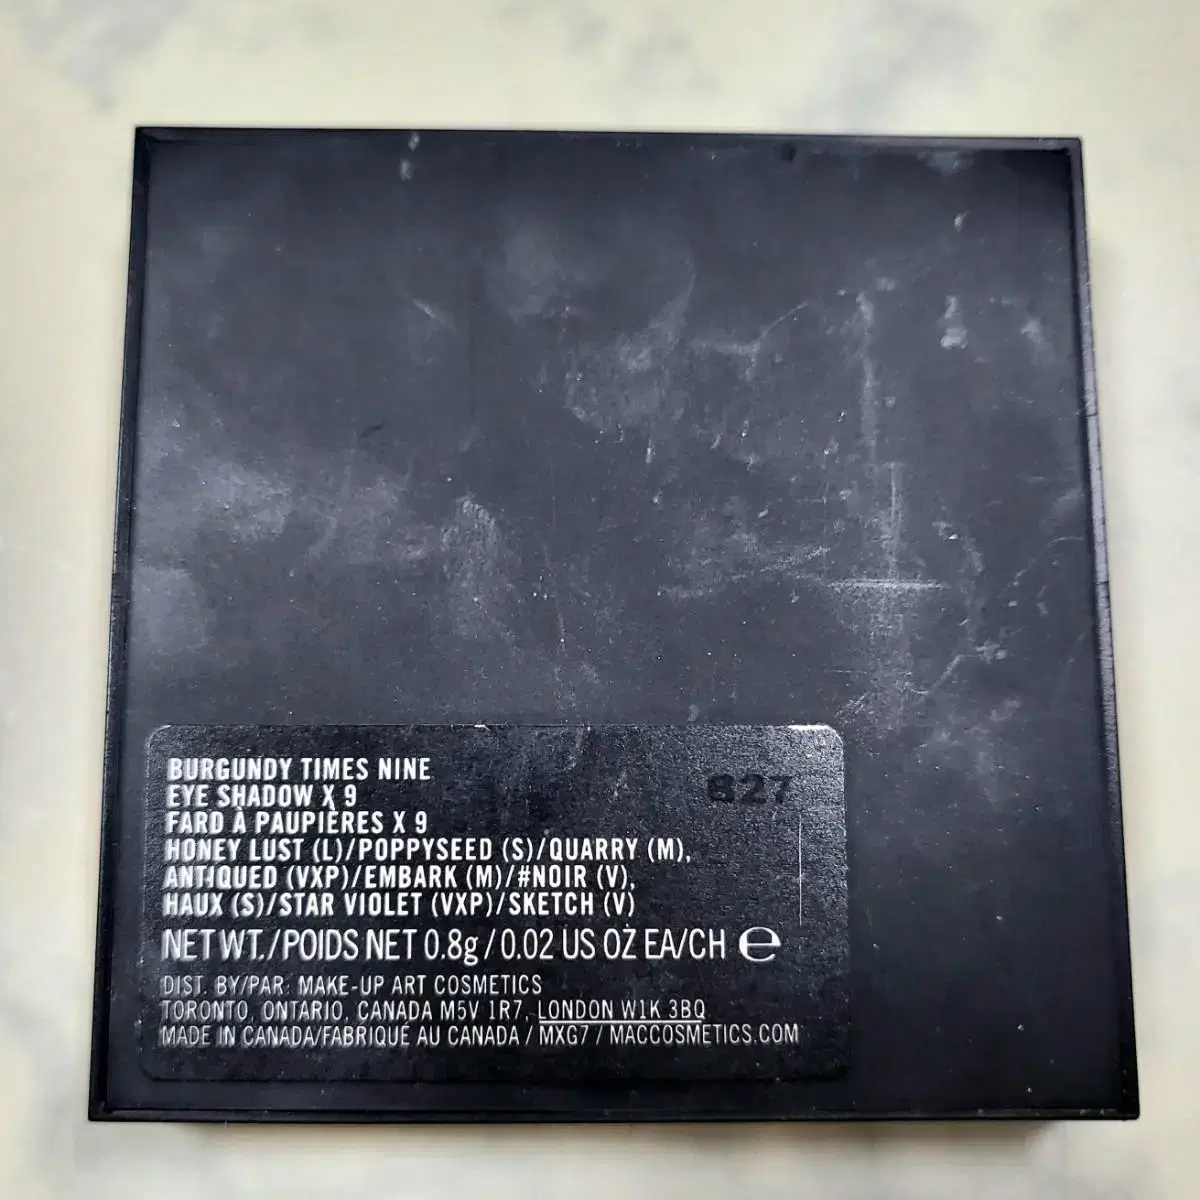 BURGUNDY TIMES NINE
827
EYE SHADOW X 9
FARD À PAUPIÈRES X 9
HONEY LUST (L)/POPPYSEED (S)/QUARRY (M),
ANTIQUED (VXP)/EMBARK (M)/#NOIR (V),
HAUX (S)/STAR VIOLET (VXP)/SKETCH (V)
NET WT./POIDS NET 0.8g / 0.02 US OZ EA/CH ℮
DIST. BY/PAR: MAKE-UP ART COSMETICS
TORONTO, ONTARIO, CANADA M5V 1R7, LONDON W1K 3BQ
MADE IN CANADA/FABRIQUÉ AU CANADA / MXG7 / MACCOSMETICS.COM